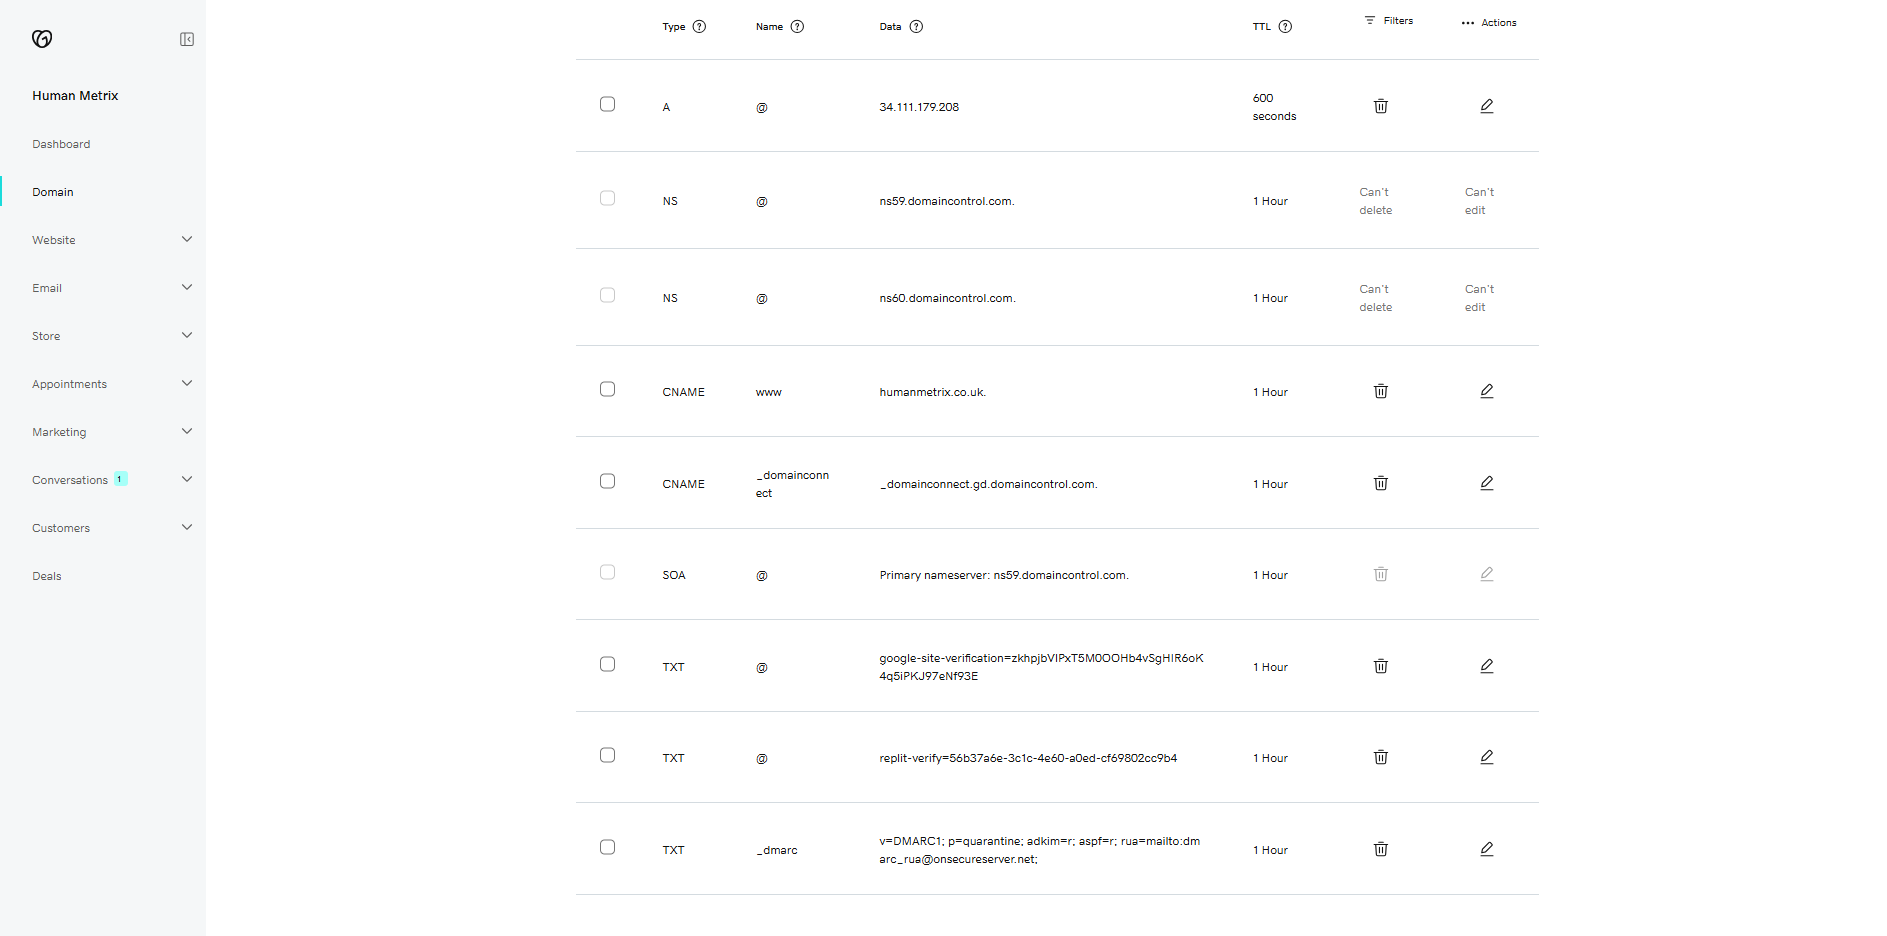 Human Metrix
Dashboard
Domain
Website
Email
Store
Appointments
Marketing
Conversations 1
Customers
Deals
Type ? Name ? Data ? TTL ? Filters ••• Actions
A @ 34.111.179.208 600
seconds
NS @ ns59.domaincontrol.com. 1 Hour Can't
delete Can't
edit
NS @ ns60.domaincontrol.com. 1 Hour Can't
delete Can't
edit
CNAME www humanmetrix.co.uk. 1 Hour
CNAME _domainconn
ect _domainconnect.gd.domaincontrol.com. 1 Hour
SOA @ Primary nameserver: ns59.domaincontrol.com. 1 Hour
TXT @ google-site-verification=zkhpjbVIPxT5M0OOHb4vSgHIR6oK
4q5iPKJ97eNf93E 1 Hour
TXT @ replit-verify=56b37a6e-3c1c-4e60-a0ed-cf69802cc9b4 1 Hour
TXT _dmarc v=DMARC1; p=quarantine; adkim=r; aspf=r; rua=mailto:dm
arc_rua@onsecureserver.net; 1 Hour